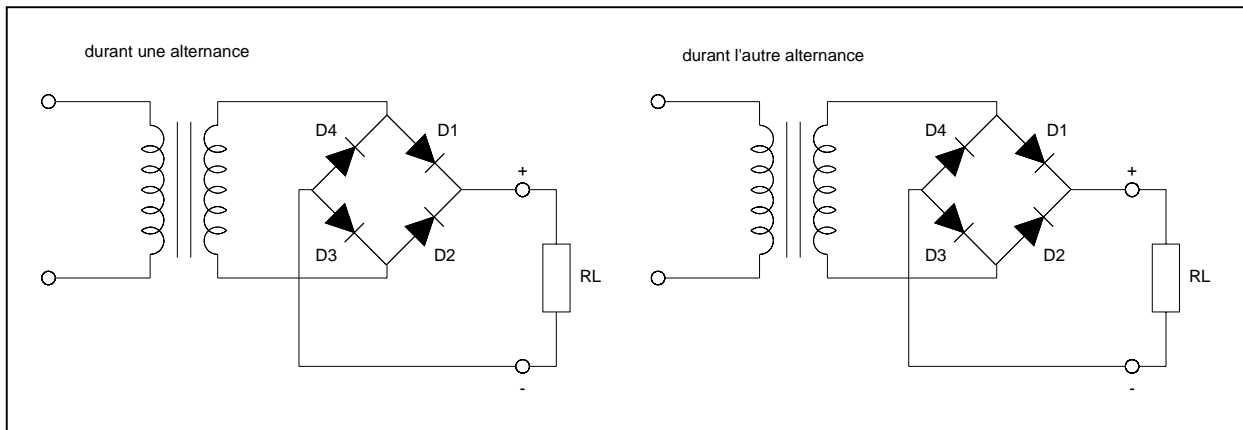 durant une alternance
D4
D1
+
D3
D2
RL
-
durant l'autre alternance
D4
D1
+
D3
D2
RL
-